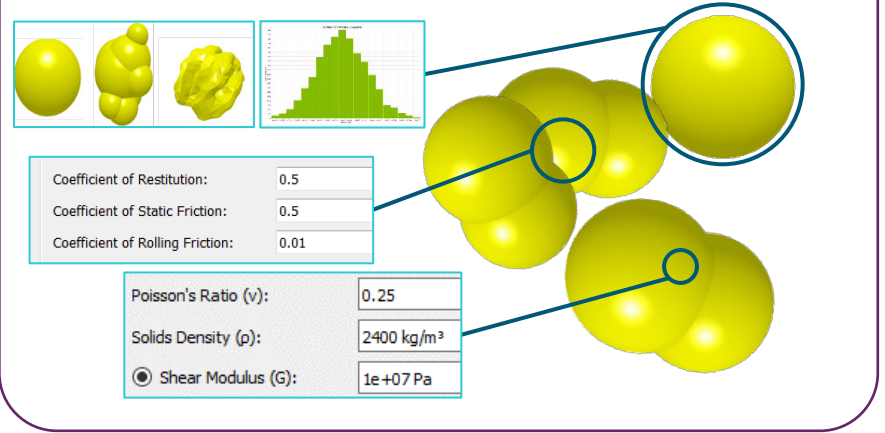 Coefficient of Restitution: 0.5
Coefficient of Static Friction: 0.5
Coefficient of Rolling Friction: 0.01
Poisson's Ratio (ν): 0.25
Solids Density (ρ): 2400 kg/m³
Shear Modulus (G): 1e+07 Pa